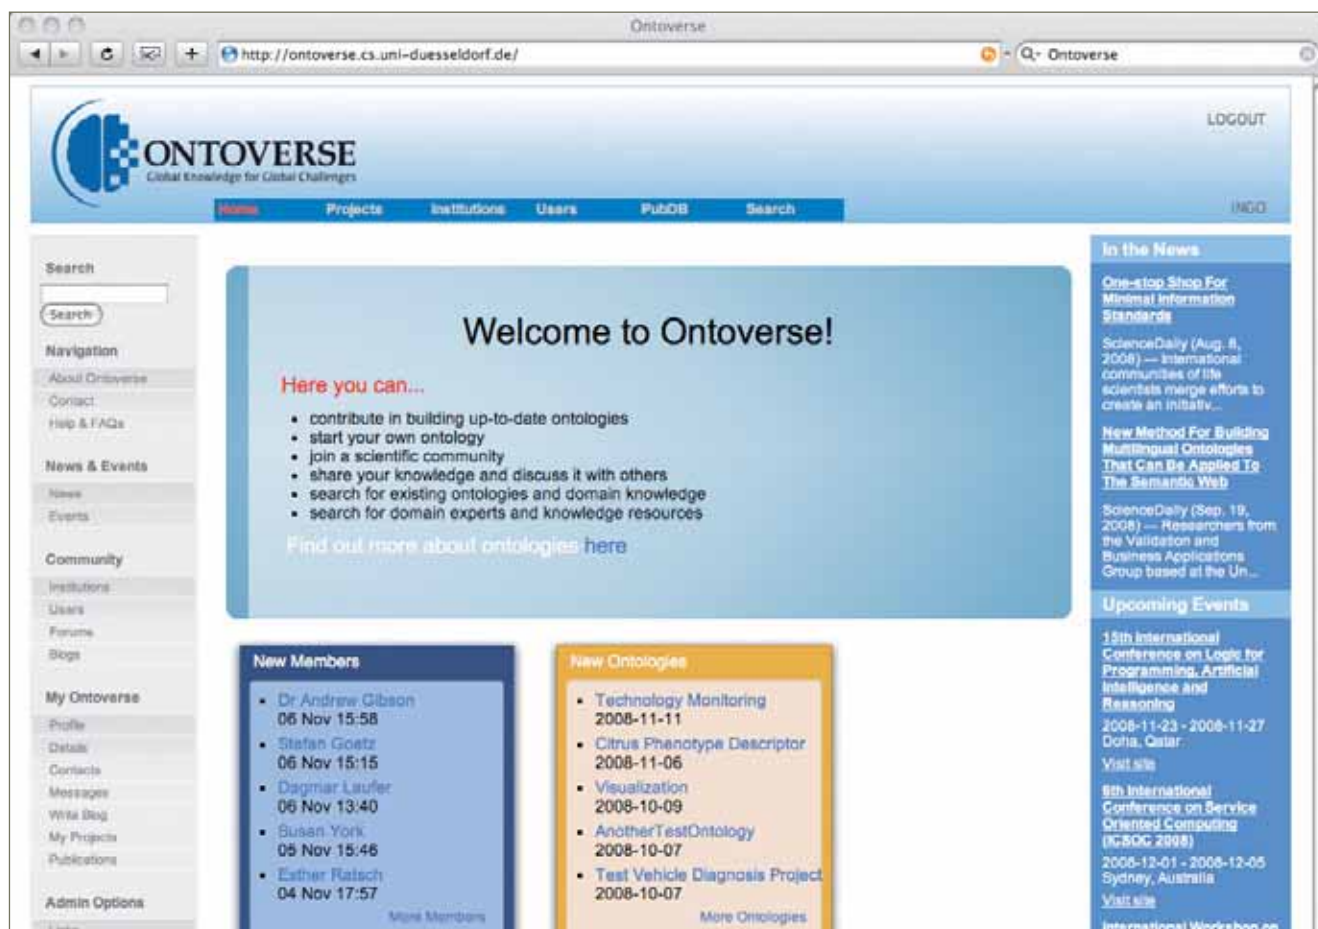 Ontoverse
http://ontoverse.cs.uni-duesseldorf.de/
Ontoverse
LOGOUT
ONTOVERSE
Global Knowledge for Global Challenges
Home Projects Institutions Users PubDB Search
INGO
Search
Search
Navigation
About Ontoverse
Contact
Help & FAQs
News & Events
News
Events
Community
Institutions
Users
Forums
Blogs
My Ontoverse
Profile
Details
Contacts
Messages
Write Blog
My Projects
Publications
Admin Options
Links
Welcome to Ontoverse!
Here you can...
• contribute in building up-to-date ontologies
• start your own ontology
• join a scientific community
• share your knowledge and discuss it with others
• search for existing ontologies and domain knowledge
• search for domain experts and knowledge resources
Find out more about ontologies here
New Members
• Dr Andrew Gibson
06 Nov 15:58
• Stefan Goetz
06 Nov 15:15
• Dagmar Laufer
06 Nov 13:40
• Susan York
05 Nov 15:46
• Esther Ratsch
04 Nov 17:57
More Members
New Ontologies
• Technology Monitoring
2008-11-11
• Citrus Phenotype Descriptor
2008-11-06
• Visualization
2008-10-09
• AnotherTestOntology
2008-10-07
• Test Vehicle Diagnosis Project
2008-10-07
More Ontologies
In the News
One-stop Shop For
Minimal Information
Standards
ScienceDaily (Aug. 8,
2008) — International
communities of life
scientists merge efforts to
create an initiativ...
New Method For Building
Multilingual Ontologies
That Can Be Applied To
The Semantic Web
ScienceDaily (Sep. 19,
2008) — Researchers from
the Validation and
Business Applications
Group based at the Un...
Upcoming Events
15th International
Conference on Logic for
Programming, Artificial
Intelligence and
Reasoning
2008-11-23 - 2008-11-27
Doha, Qatar
Visit site
6th International
Conference on Service
Oriented Computing
(ICSOC 2008)
2008-12-01 - 2008-12-05
Sydney, Australia
Visit site
International Workshop on